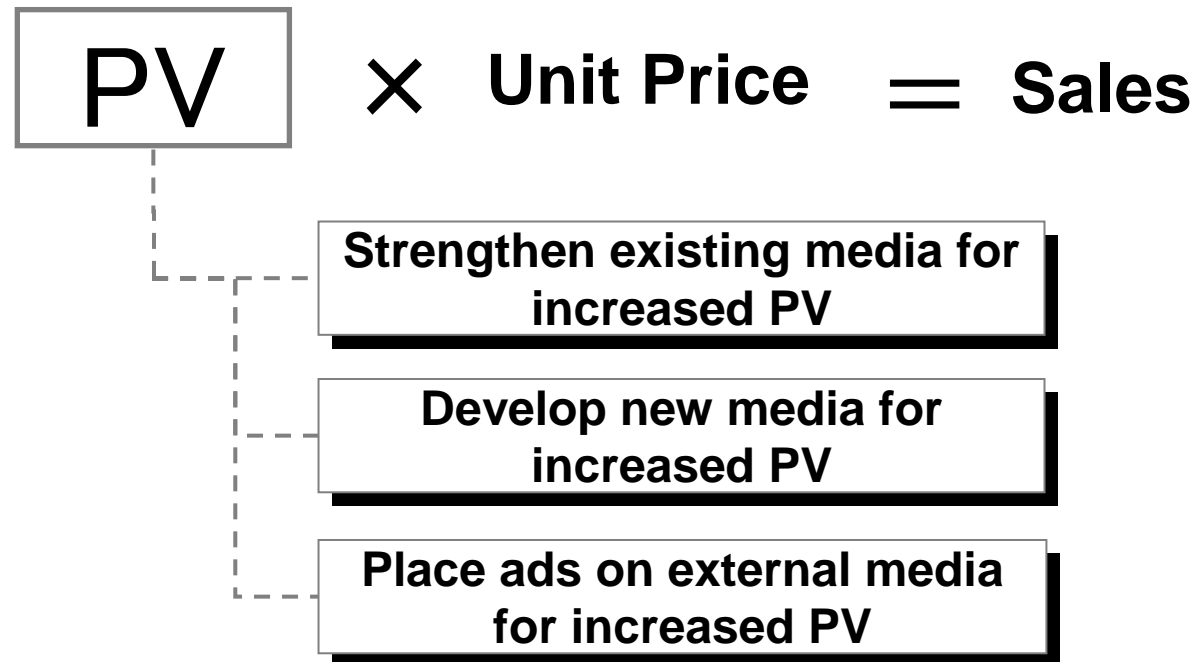 PV × Unit Price = Sales
Strengthen existing media for
increased PV
Develop new media for
increased PV
Place ads on external media
for increased PV